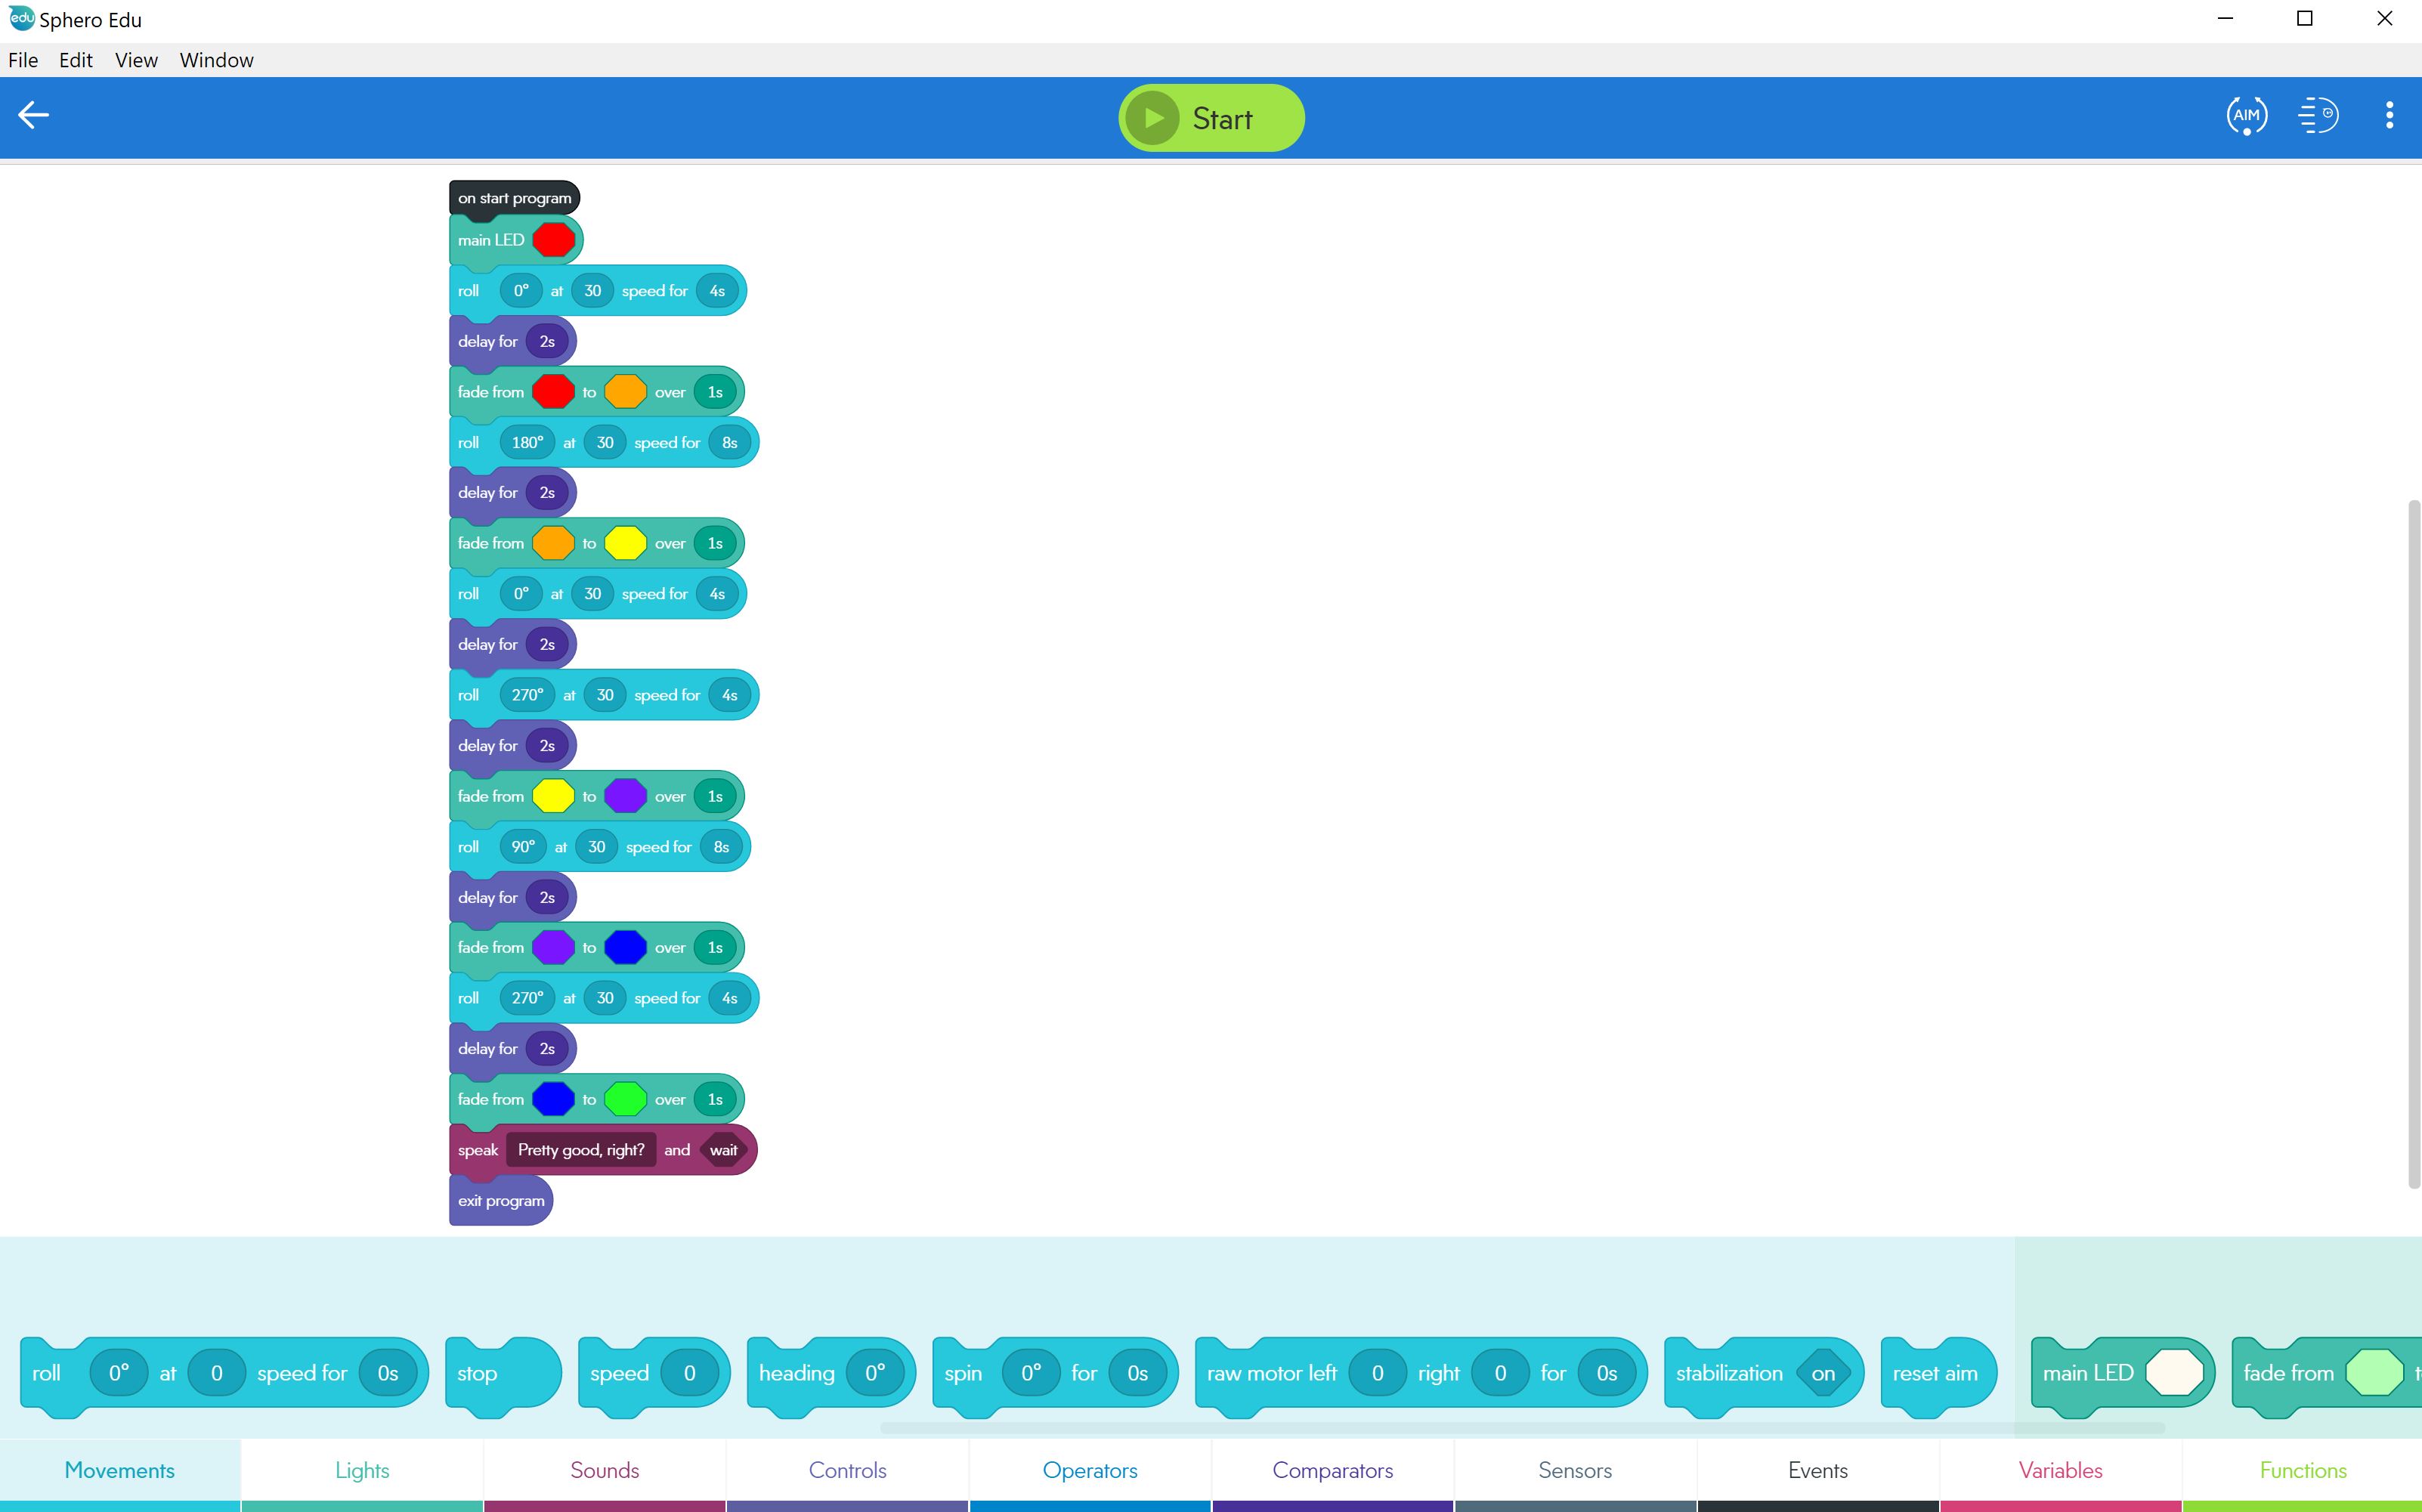 edu Sphero Edu
File Edit View Window
Start
AIM
on start program
main LED
roll 0° at 30 speed for 4s
delay for 2s
fade from to over 1s
roll 180° at 30 speed for 8s
delay for 2s
fade from to over 1s
roll 0° at 30 speed for 4s
delay for 2s
roll 270° at 30 speed for 4s
delay for 2s
fade from to over 1s
roll 90° at 30 speed for 8s
delay for 2s
fade from to over 1s
roll 270° at 30 speed for 4s
delay for 2s
fade from to over 1s
speak Pretty good, right? and wait
exit program
roll 0° at 0 speed for 0s stop speed 0 heading 0° spin 0° for 0s raw motor left 0 right 0 for 0s stabilization on reset aim main LED fade from
Movements Lights Sounds Controls Operators Comparators Sensors Events Variables Functions